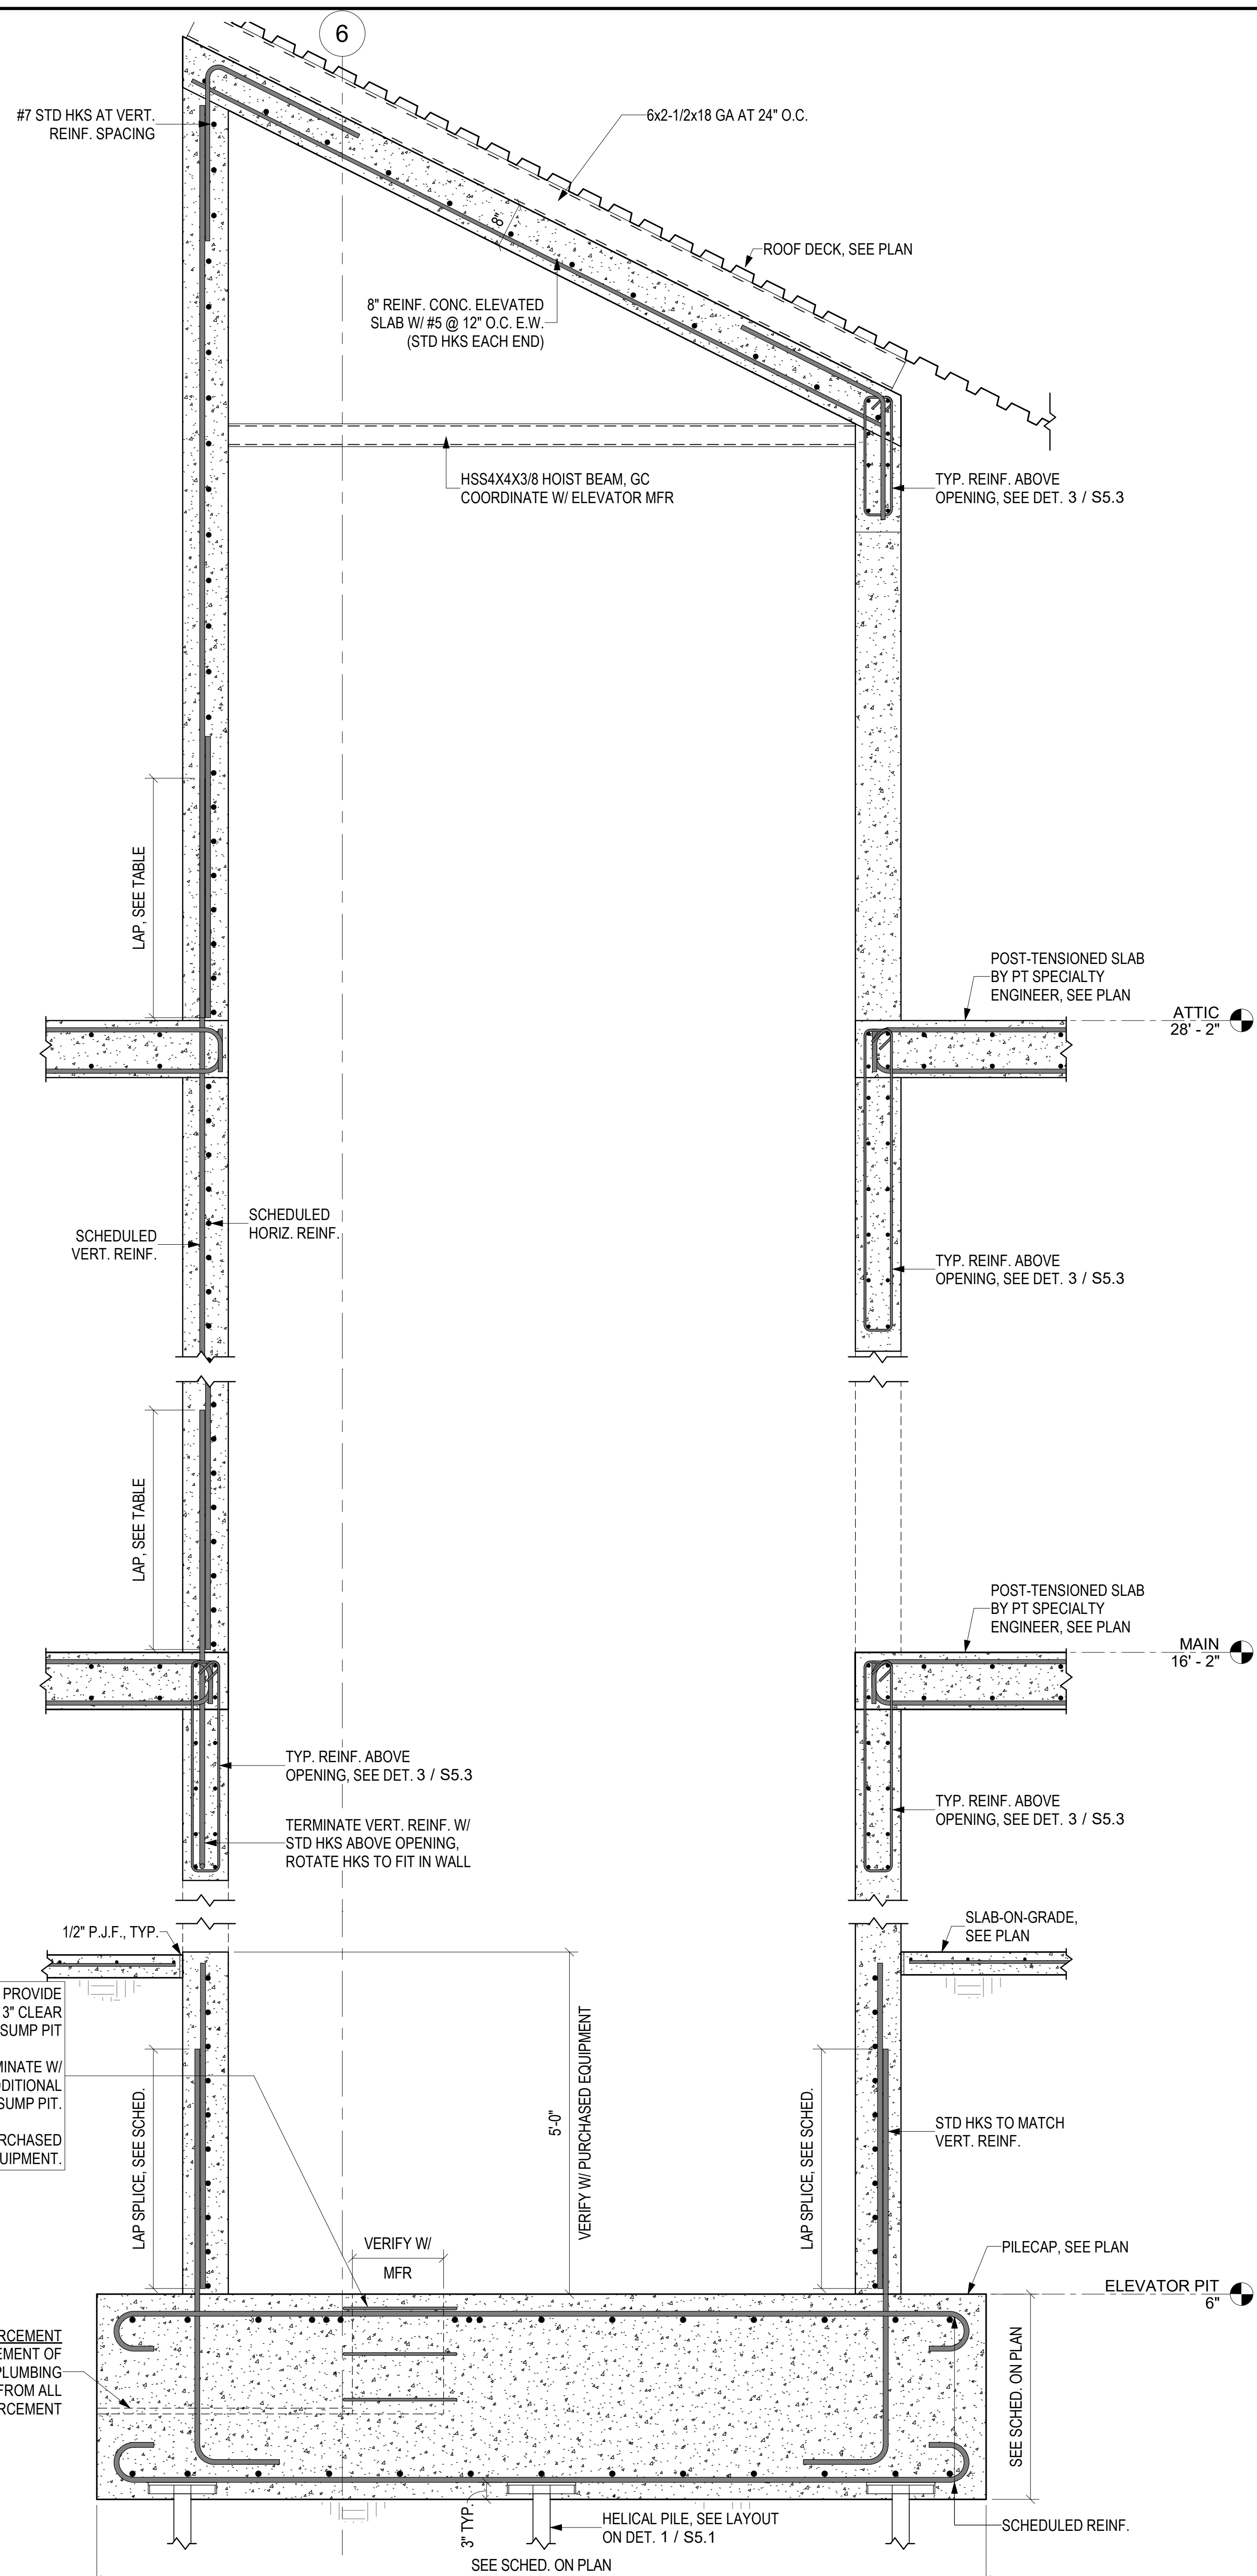 6
#7 STD HKS AT VERT.
REINF. SPACING
6x2-1/2x18 GA AT 24" O.C.
8"
ROOF DECK, SEE PLAN
8" REINF. CONC. ELEVATED
SLAB W/ #5 @ 12" O.C. E.W.
(STD HKS EACH END)
HSS4X4X3/8 HOIST BEAM, GC
COORDINATE W/ ELEVATOR MFR
TYP. REINF. ABOVE
OPENING, SEE DET. 3 / S5.3
LAP, SEE TABLE
POST-TENSIONED SLAB
BY PT SPECIALTY
ENGINEER, SEE PLAN
ATTIC
28' - 2"
SCHEDULED
HORIZ. REINF.
SCHEDULED
VERT. REINF.
TYP. REINF. ABOVE
OPENING, SEE DET. 3 / S5.3
LAP, SEE TABLE
POST-TENSIONED SLAB
BY PT SPECIALTY
ENGINEER, SEE PLAN
MAIN
16' - 2"
TYP. REINF. ABOVE
OPENING, SEE DET. 3 / S5.3
TERMINATE VERT. REINF. W/
STD HKS ABOVE OPENING,
ROTATE HKS TO FIT IN WALL
TYP. REINF. ABOVE
OPENING, SEE DET. 3 / S5.3
1/2" P.J.F., TYP.
SLAB-ON-GRADE,
SEE PLAN
PROVIDE
3" CLEAR
SUMP PIT
MINATE W/
DDITIONAL
SUMP PIT.
RCHASED
UIPMENT.
LAP SPLICE, SEE SCHED.
5'-0"
VERIFY W/ PURCHASED EQUIPMENT
LAP SPLICE, SEE SCHED.
STD HKS TO MATCH
VERT. REINF.
VERIFY W/
MFR
PILECAP, SEE PLAN
ELEVATOR PIT
6"
RCEMENT
EMENT OF
PLUMBING
FROM ALL
RCEMENT
SEE SCHED. ON PLAN
3" TYP.
HELICAL PILE, SEE LAYOUT
ON DET. 1 / S5.1
SCHEDULED REINF.
SEE SCHED. ON PLAN